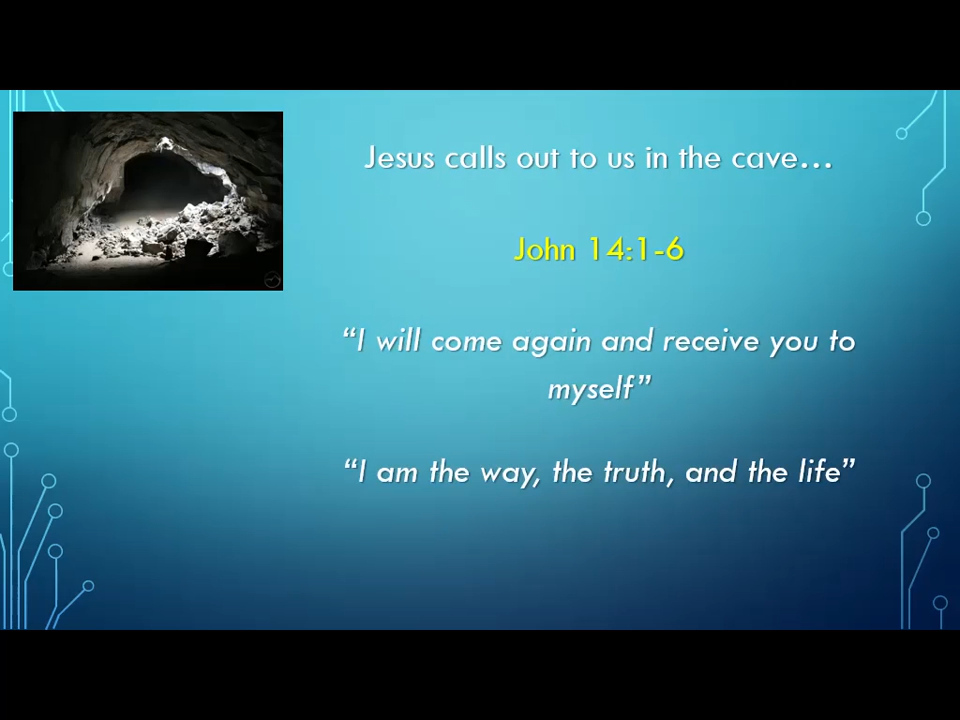 Jesus calls out to us in the cave…
John 14:1-6
“I will come again and receive you to
myself”
“I am the way, the truth, and the life”